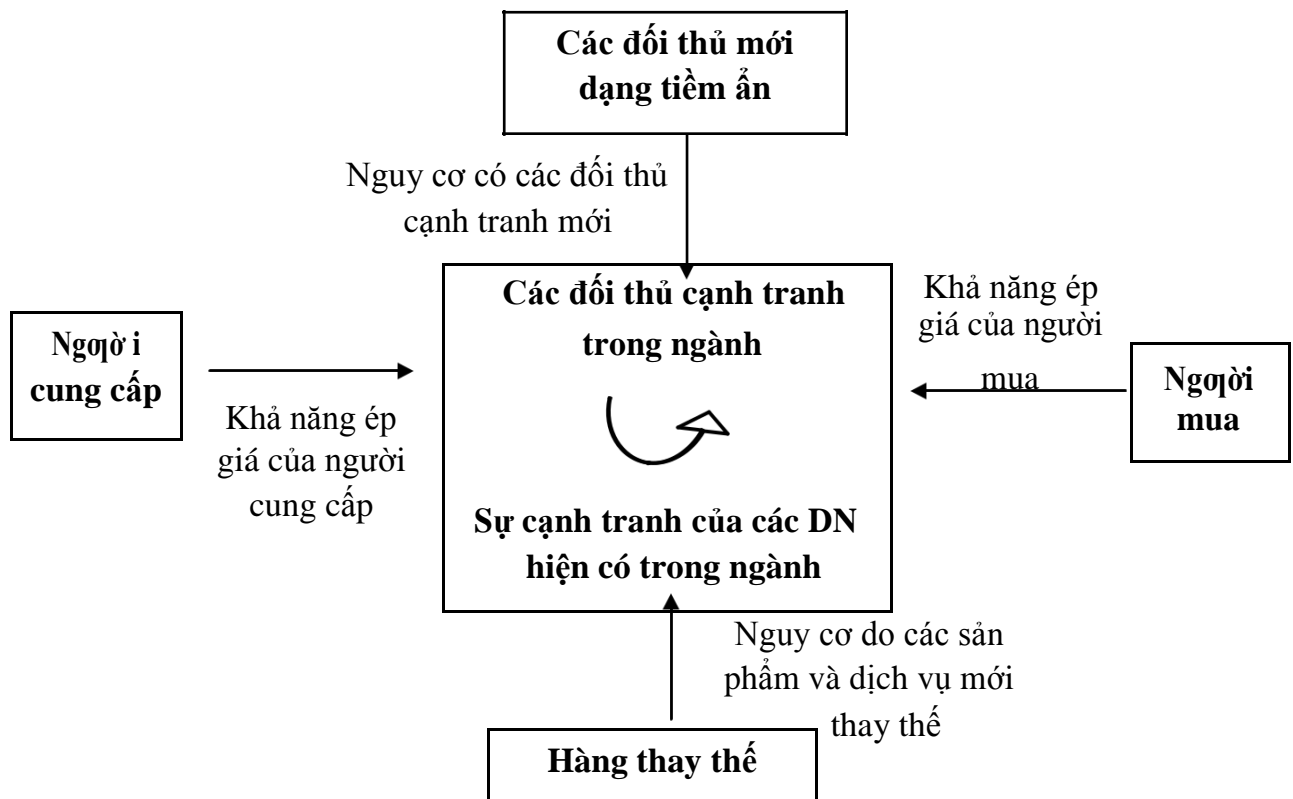 Các đối thủ mới
dạng tiềm ẩn
Nguy cơ có các đối thủ
cạnh tranh mới
Các đối thủ cạnh tranh
trong ngành
Khả năng ép
giá của người
mua
Ngƣờ i
cung cấp
Khả năng ép
giá của người
cung cấp
Ngƣời
mua
Sự cạnh tranh của các DN
hiện có trong ngành
Nguy cơ do các sản
phẩm và dịch vụ mới
thay thế
Hàng thay thế